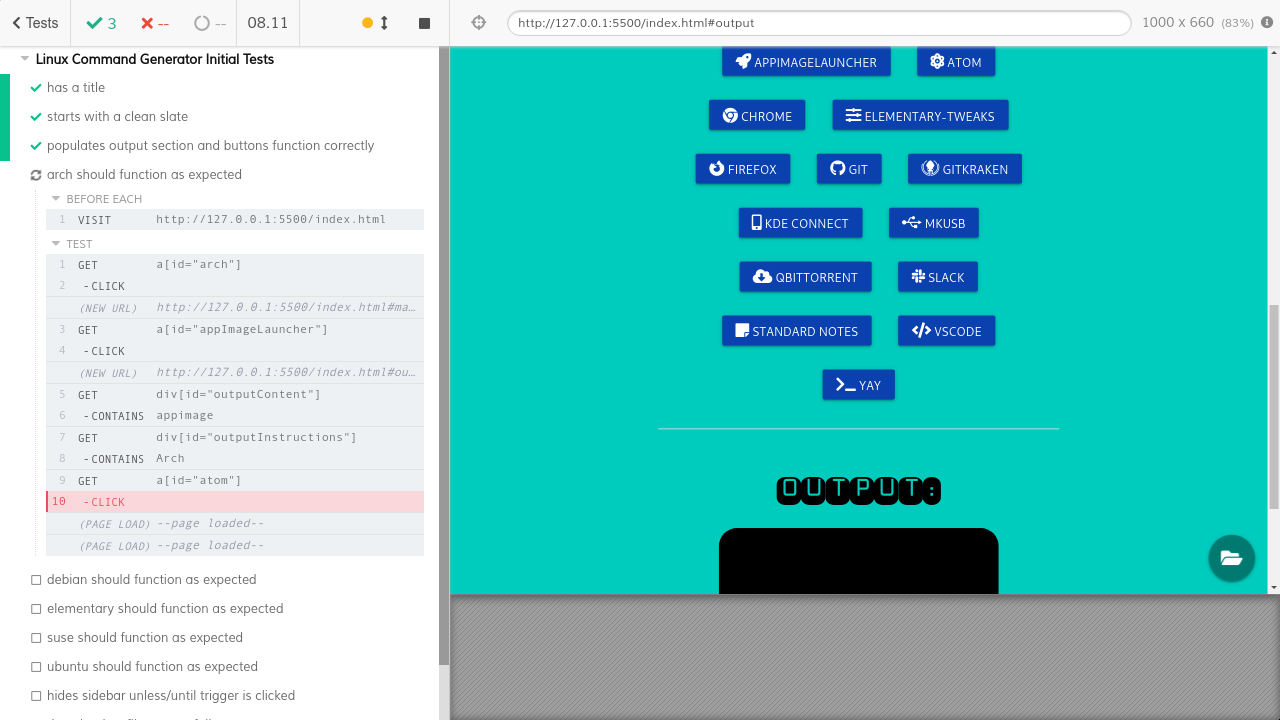 Tests
3
--
--
08.11
http://127.0.0.1:5500/index.html#output
1000 x 660 (83%)
Linux Command Generator Initial Tests
has a title
starts with a clean slate
populates output section and buttons function correctly
arch should function as expected
BEFORE EACH
1 VISIT http://127.0.0.1:5500/index.html
TEST
1 GET a[id="arch"]
2 -CLICK
(NEW URL) http://127.0.0.1:5500/index.html#ma…
3 GET a[id="appImageLauncher"]
4 -CLICK
(NEW URL) http://127.0.0.1:5500/index.html#ou…
5 GET div[id="outputContent"]
6 -CONTAINS appimage
7 GET div[id="outputInstructions"]
8 -CONTAINS Arch
9 GET a[id="atom"]
10 -CLICK
(PAGE LOAD) --page loaded--
(PAGE LOAD) --page loaded--
debian should function as expected
elementary should function as expected
suse should function as expected
ubuntu should function as expected
hides sidebar unless/until trigger is clicked
APPIMAGELAUNCHER ATOM
CHROME ELEMENTARY-TWEAKS
FIREFOX GIT GITKRAKEN
KDE CONNECT MKUSB
QBITTORRENT SLACK
STANDARD NOTES VSCODE
YAY
OUTPUT: